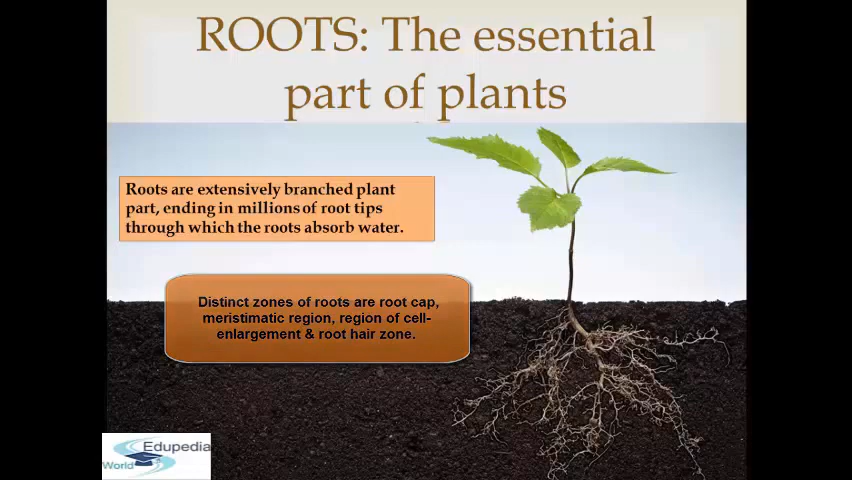 ROOTS: The essential
part of plants
Roots are extensively branched plant
part, ending in millions of root tips
through which the roots absorb water.
Distinct zones of roots are root cap,
meristimatic region, region of cell-
enlargement & root hair zone.
Edupedia
World